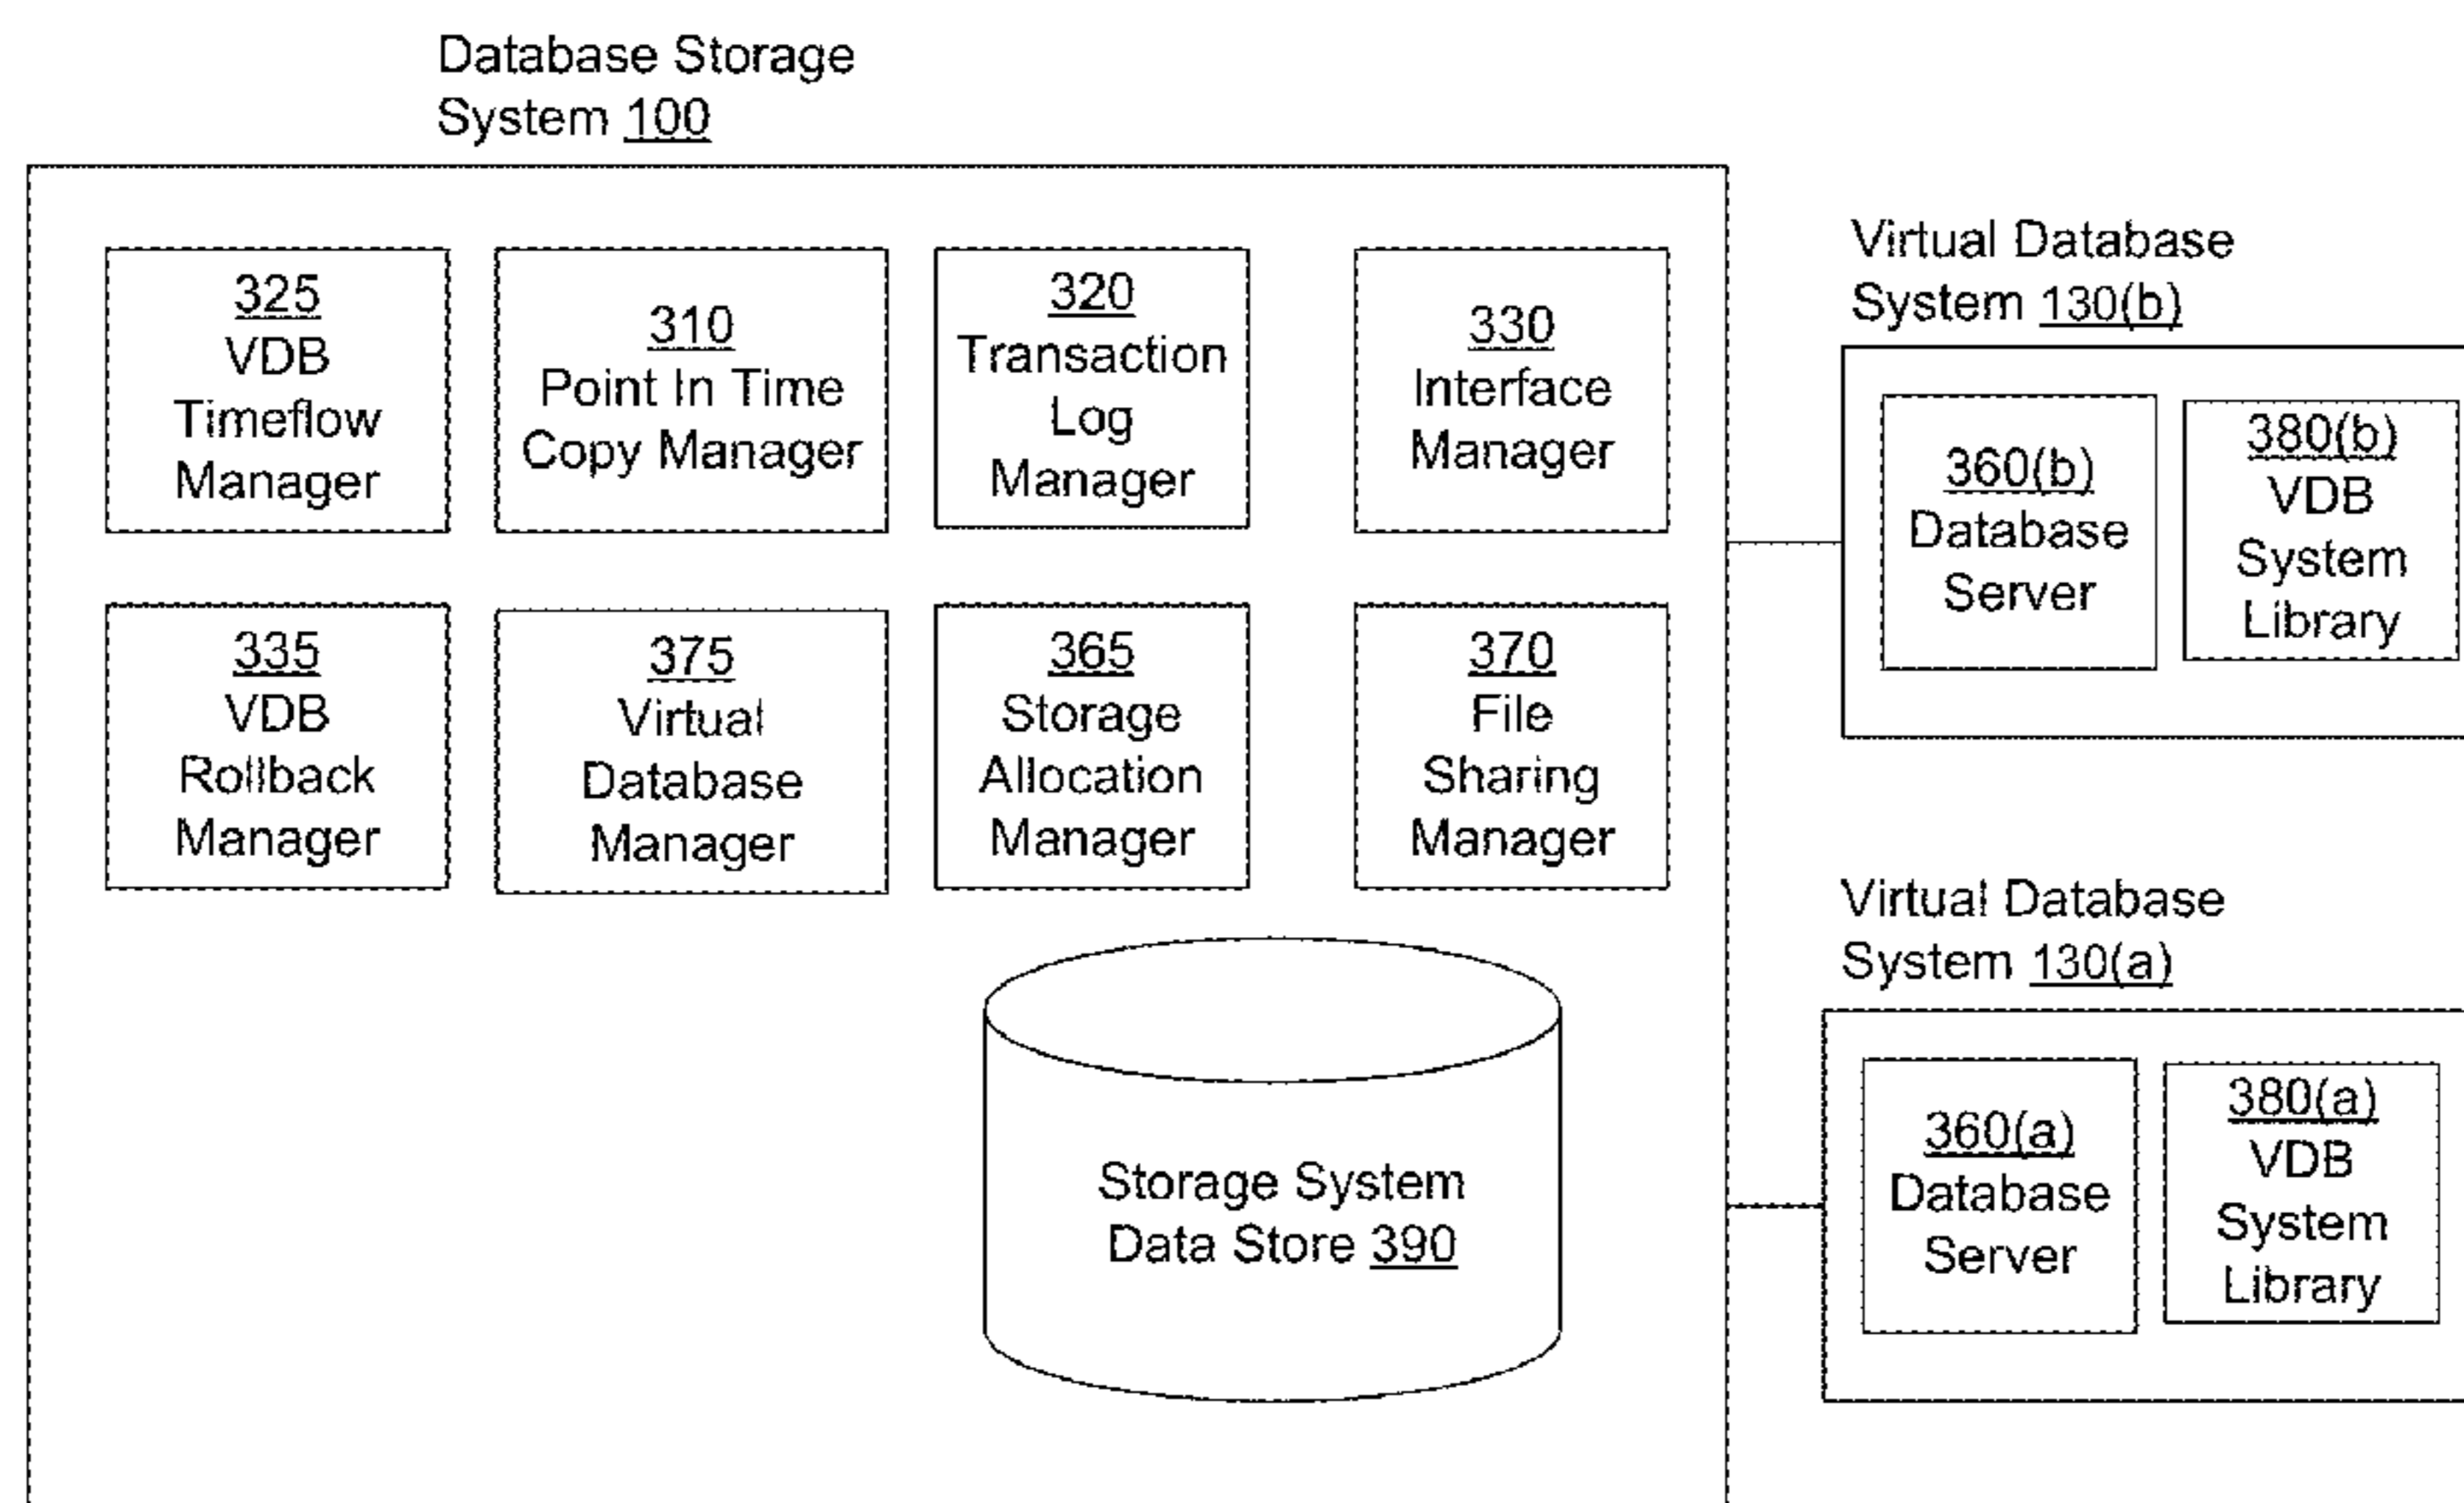 Database Storage
System 100
325
VDB
Timeflow
Manager
310
Point In Time
Copy Manager
320
Transaction
Log
Manager
330
Interface
Manager
335
VDB
Rollback
Manager
375
Virtual
Database
Manager
365
Storage
Allocation
Manager
370
File
Sharing
Manager
Storage System
Data Store 390
Virtual Database
System 130(b)
360(b)
Database
Server
380(b)
VDB
System
Library
Virtual Database
System 130(a)
360(a)
Database
Server
380(a)
VDB
System
Library